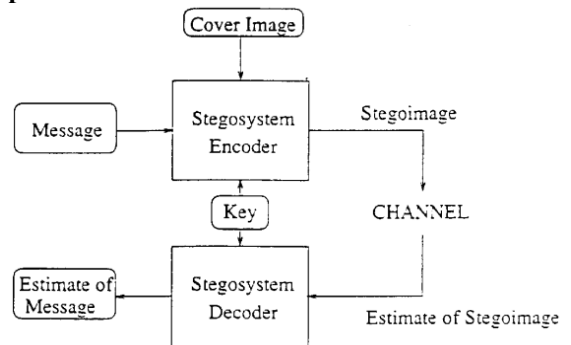 Cover Image
Message
Stegosystem
Encoder
Stegoimage
Key
CHANNEL
Estimate of
Message
Stegosystem
Decoder
Estimate of Stegoimage